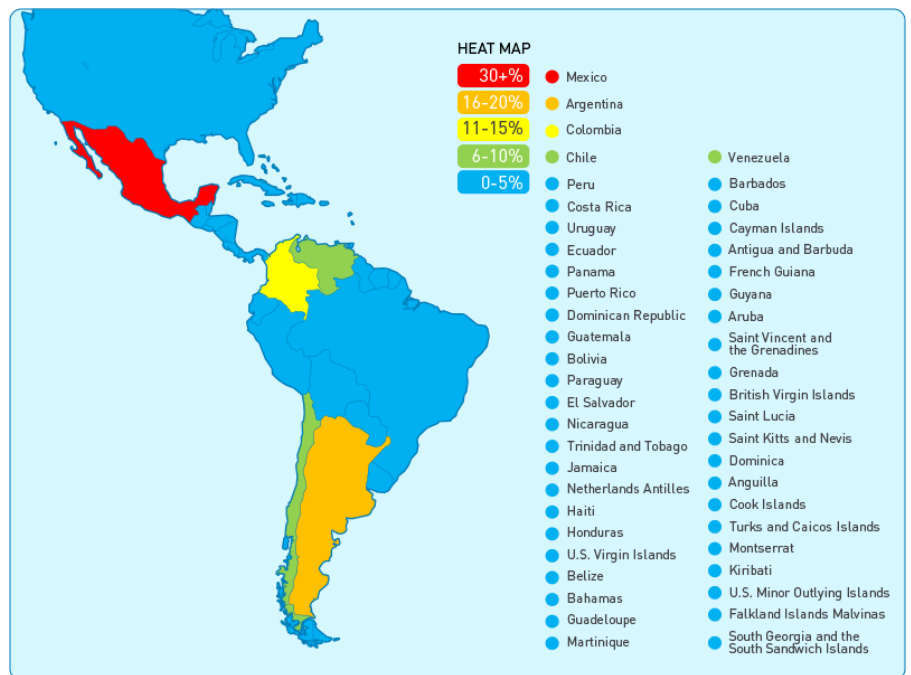 HEAT MAP
30+%
Mexico
16-20%
Argentina
11-15%
Colombia
6-10%
Chile
0-5%
Peru
Costa Rica
Uruguay
Ecuador
Panama
Puerto Rico
Dominican Republic
Guatemala
Bolivia
Paraguay
El Salvador
Nicaragua
Trinidad and Tobago
Jamaica
Netherlands Antilles
Haiti
Honduras
U.S. Virgin Islands
Belize
Bahamas
Guadeloupe
Martinique
Venezuela
Barbados
Cuba
Cayman Islands
Antigua and Barbuda
French Guiana
Guyana
Aruba
Saint Vincent and
the Grenadines
Grenada
British Virgin Islands
Saint Lucia
Saint Kitts and Nevis
Dominica
Anguilla
Cook Islands
Turks and Caicos Islands
Montserrat
Kiribati
U.S. Minor Outlying Islands
Falkland Islands Malvinas
South Georgia and the
South Sandwich Islands